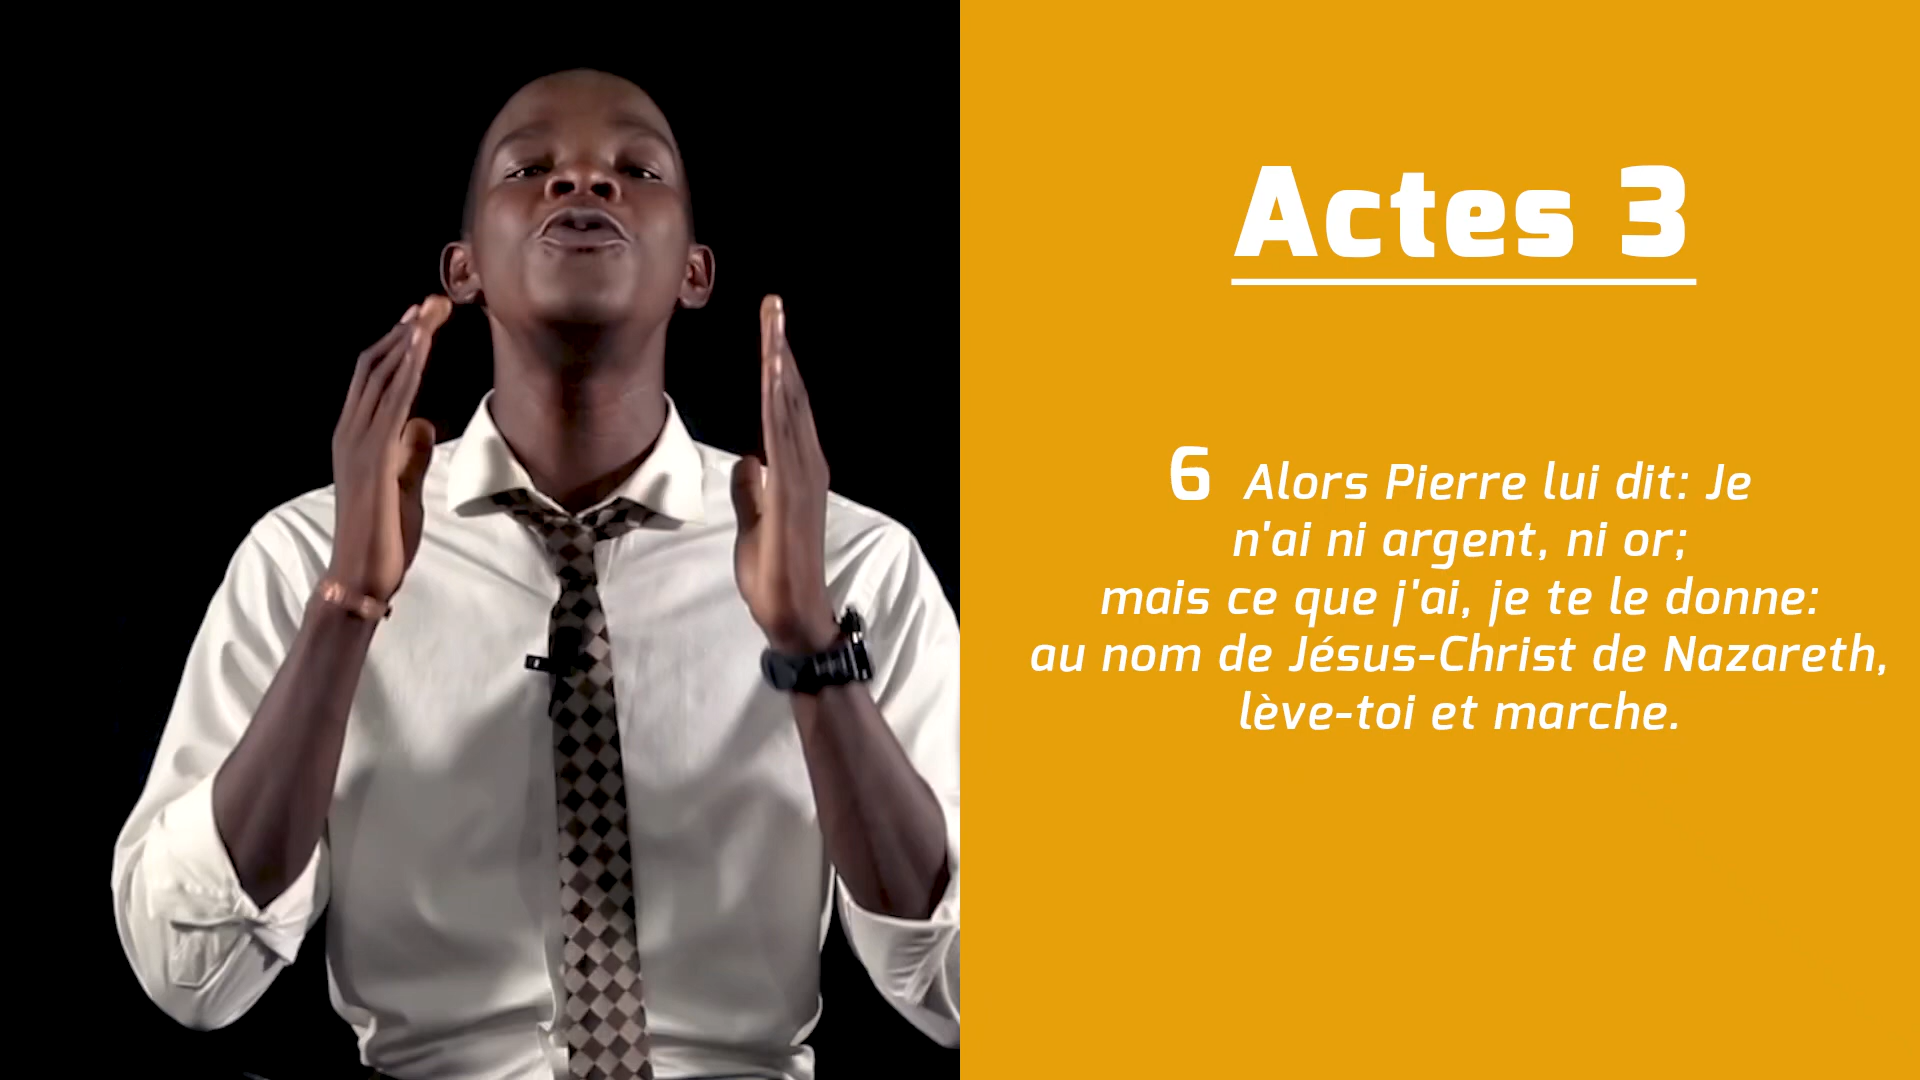 Actes 3
6 Alors Pierre lui dit: Je
n'ai ni argent, ni or;
mais ce que j'ai, je te le donne:
au nom de Jésus-Christ de Nazareth,
lève-toi et marche.